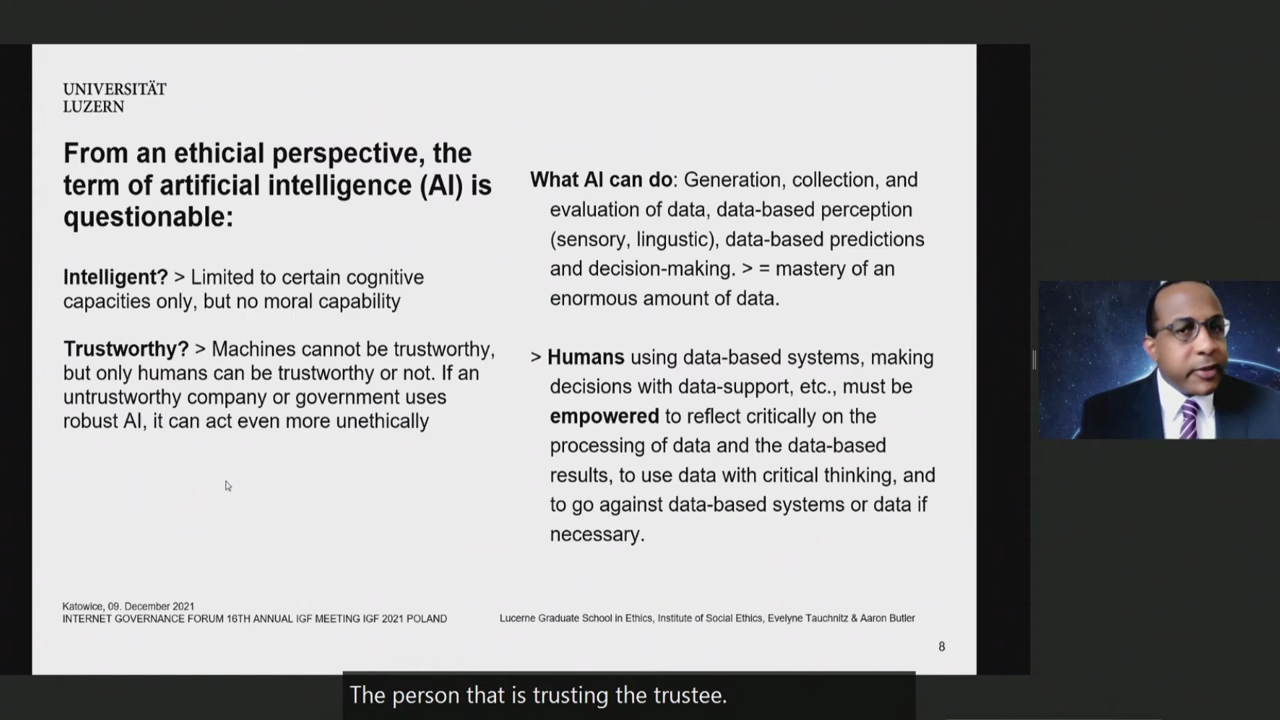 UNIVERSITÄT
LUZERN
From an ethicial perspective, the
term of artificial intelligence (AI) is
questionable:
Intelligent? > Limited to certain cognitive
capacities only, but no moral capability
Trustworthy? > Machines cannot be trustworthy,
but only humans can be trustworthy or not. If an
untrustworthy company or government uses
robust AI, it can act even more unethically
What AI can do: Generation, collection, and
evaluation of data, data-based perception
(sensory, lingustic), data-based predictions
and decision-making. > = mastery of an
enormous amount of data.
> Humans using data-based systems, making
decisions with data-support, etc., must be
empowered to reflect critically on the
processing of data and the data-based
results, to use data with critical thinking, and
to go against data-based systems or data if
necessary.
Katowice, 09. December 2021
INTERNET GOVERNANCE FORUM 16TH ANNUAL IGF MEETING IGF 2021 POLAND
Lucerne Graduate School in Ethics, Institute of Social Ethics, Evelyne Tauchnitz & Aaron Butler
8
The person that is trusting the trustee.